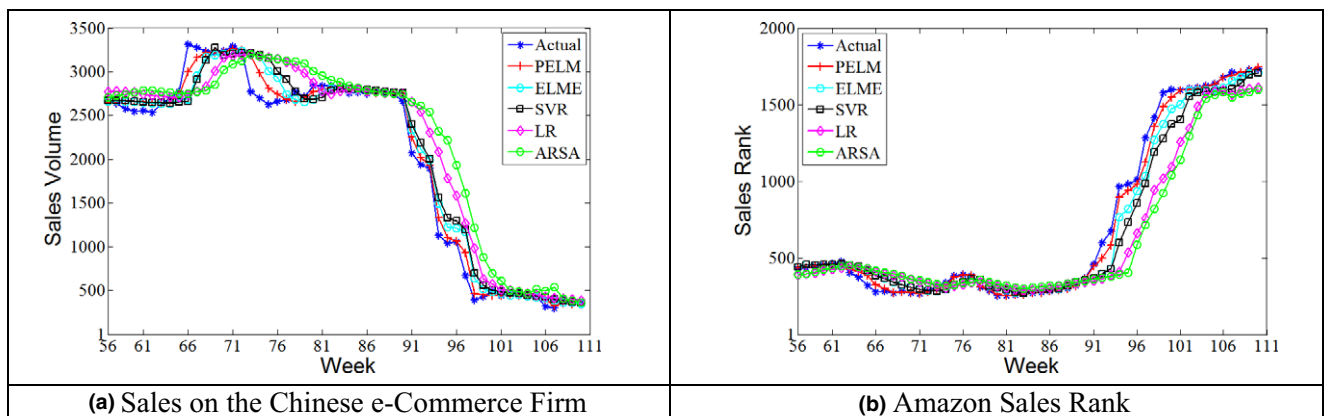 3500
3000
2500
2000
1500
1000
500
1
Sales Volume
56 61 66 71 76 81 86 91 96 101 106 111
Week
Actual
PELM
ELME
SVR
LR
ARSA
(a) Sales on the Chinese e-Commerce Firm
2000
1500
1000
500
1
Sales Rank
56 61 66 71 76 81 86 91 96 101 106 111
Week
Actual
PELM
ELME
SVR
LR
ARSA
(b) Amazon Sales Rank